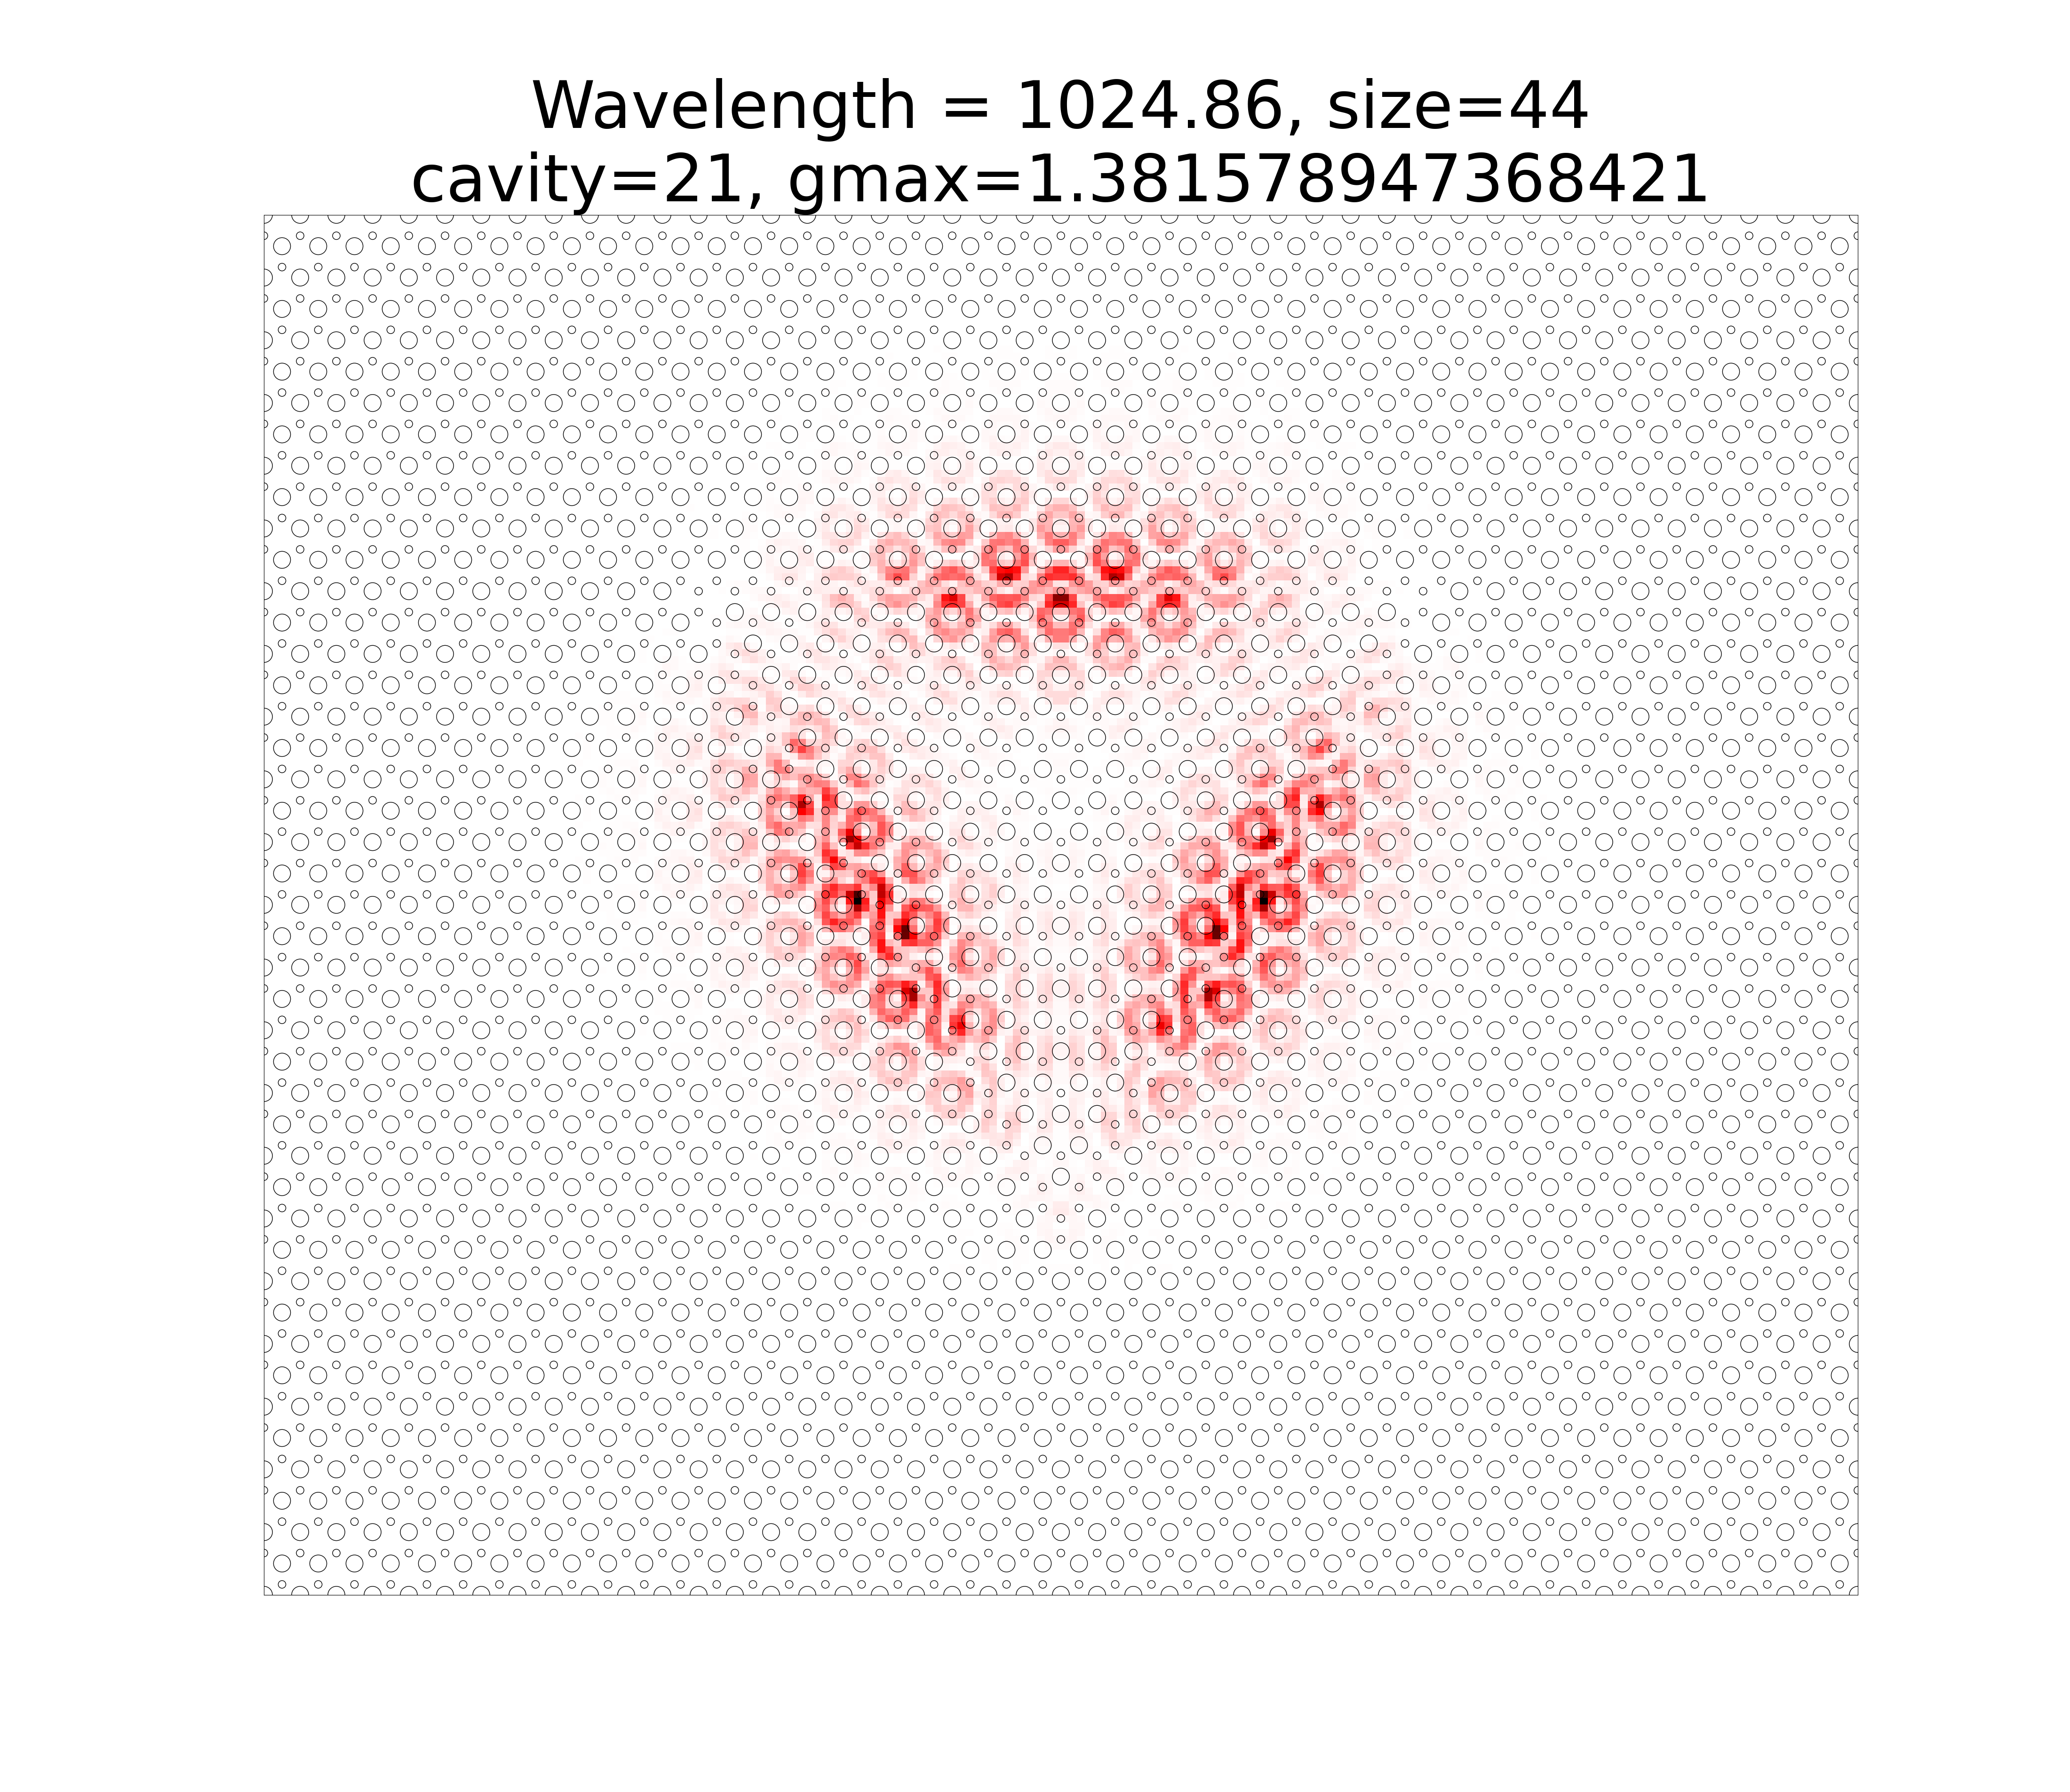 Wavelength = 1024.86, size=44
cavity=21, gmax=1.381578947368421